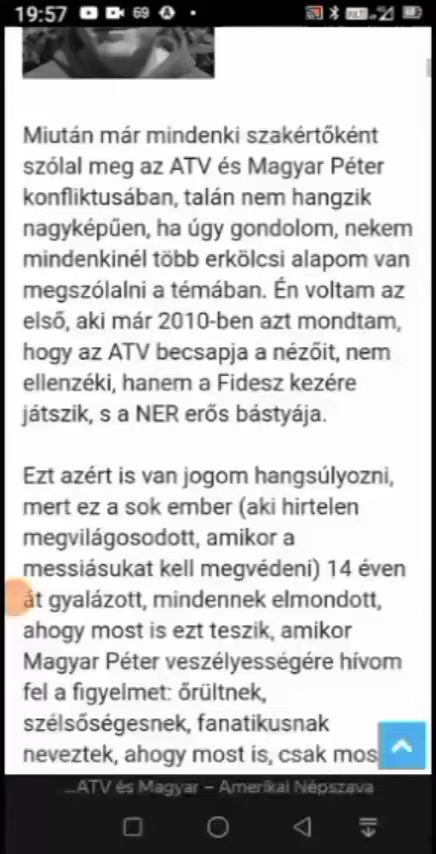 19:57 69
Miután már mindenki szakértőként
szólal meg az ATV és Magyar Péter
konfliktusában, talán nem hangzik
nagyképűen, ha úgy gondolom, nekem
mindenkinél több erkölcsi alapom van
megszólalni a témában. Én voltam az
első, aki már 2010-ben azt mondtam,
hogy az ATV becsapja a nézőit, nem
ellenzéki, hanem a Fidesz kezére
játszik, s a NER erős bástyája.
Ezt azért is van jogom hangsúlyozni,
mert ez a sok ember (aki hirtelen
megvilágosodott, amikor a
messiásukat kell megvédeni) 14 éven
át gyalázott, mindennek elmondott,
ahogy most is ezt teszik, amikor
Magyar Péter veszélyességére hívom
fel a figyelmet: őrültnek,
szélsőségesnek, fanatikusnak
neveztek, ahogy most is, csak mos
...ATV és Magyar – Amerikai Népszava